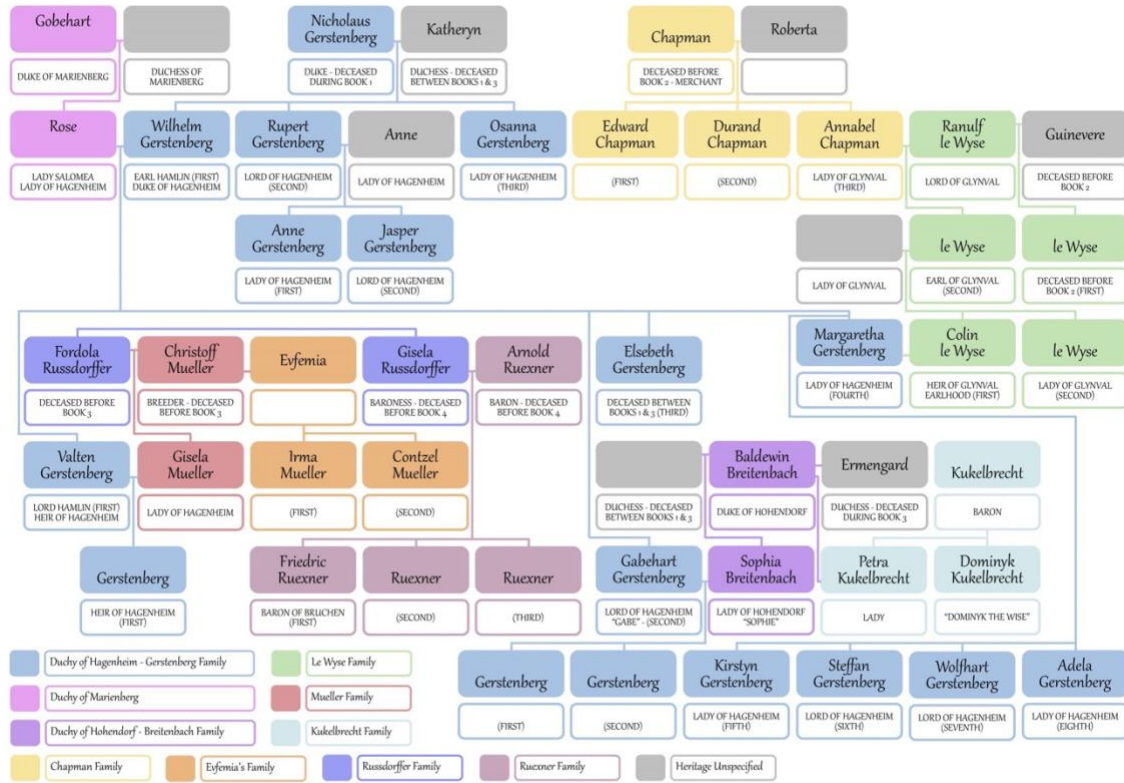 Gobehart
Nicholaus
Gerstenberg
Katheryn
Chapman
Roberta
DUKE OF MARIENBERG
DUCHESS OF
MARIENBERG
DUKE - DECEASED
DURING BOOK 1
DUCHESS - DECEASED
BETWEEN BOOKS 1 & 3
DECEASED BEFORE
BOOK 2 - MERCHANT
Rose
Wilhelm
Gerstenberg
Rupert
Gerstenberg
Anne
Osanna
Gerstenberg
Edward
Chapman
Durand
Chapman
Annabel
Chapman
Ranulf
le Wyse
Guinevere
LADY SALOMEA
LADY OF HAGENHEIM
EARL HAMLIN (FIRST)
DUKE OF HAGENHEIM
LORD OF HAGENHEIM
(SECOND)
LADY OF HAGENHEIM
LADY OF HAGENHEIM
(THIRD)
(FIRST)
(SECOND)
LADY OF GLYNVAL
(THIRD)
LORD OF GLYNVAL
DECEASED BEFORE
BOOK 2
Anne
Gerstenberg
Jasper
Gerstenberg
le Wyse
le Wyse
LADY OF HAGENHEIM
(FIRST)
LORD OF HAGENHEIM
(SECOND)
LADY OF GLYNVAL
EARL OF GLYNVAL
(SECOND)
DECEASED BEFORE
BOOK 2 (FIRST)
Fordola
Russdorffer
Christoff
Mueller
Evfemia
Gisela
Russdorffer
Arnold
Ruexner
Elsebeth
Gerstenberg
Margaretha
Gerstenberg
Colin
le Wyse
le Wyse
DECEASED BEFORE
BOOK 3
BREEDER - DECEASED
BEFORE BOOK 3
BARONESS - DECEASED
BEFORE BOOK 4
BARON - DECEASED
BEFORE BOOK 4
DECEASED BETWEEN
BOOKS 1 & 3 (THIRD)
LADY OF HAGENHEIM
(FOURTH)
HEIR OF GLYNVAL
EARLHOOD (FIRST)
LADY OF GLYNVAL
(SECOND)
Valten
Gerstenberg
Gisela
Mueller
Irma
Mueller
Contzel
Mueller
Baldewin
Breitenbach
Ermengard
Kukelbrecht
LORD HAMLIN (FIRST)
HEIR OF HAGENHEIM
LADY OF HAGENHEIM
(FIRST)
(SECOND)
DUCHESS - DECEASED
BETWEEN BOOKS 1 & 3
DUKE OF HOHENDORF
DUCHESS - DECEASED
DURING BOOK 3
BARON
Gerstenberg
Friedric
Ruexner
Ruexner
Ruexner
Gabehart
Gerstenberg
Sophia
Breitenbach
Petra
Kukelbrecht
Dominyk
Kukelbrecht
HEIR OF HAGENHEIM
(FIRST)
BARON OF BRUCHEN
(FIRST)
(SECOND)
(THIRD)
LORD OF HAGENHEIM
"GABE" - (SECOND)
LADY OF HOHENDORF
"SOPHIE"
LADY
"DOMINYK THE WISE"
Gerstenberg
Gerstenberg
Kirstyn
Gerstenberg
Steffan
Gerstenberg
Wolfhart
Gerstenberg
Adela
Gerstenberg
(FIRST)
(SECOND)
LADY OF HAGENHEIM
(FIFTH)
LORD OF HAGENHEIM
(SIXTH)
LORD OF HAGENHEIM
(SEVENTH)
LADY OF HAGENHEIM
(EIGHTH)
Duchy of Hagenheim - Gerstenberg Family
Le Wyse Family
Duchy of Marienberg
Mueller Family
Duchy of Hohendorf - Breitenbach Family
Kukelbrecht Family
Chapman Family
Evfemia's Family
Russdorffer Family
Ruexner Family
Heritage Unspecified